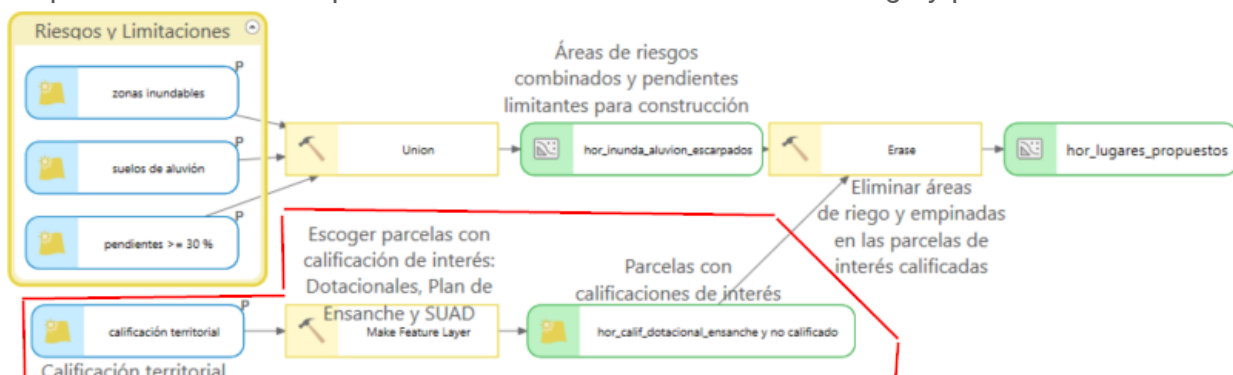 Riesgos y Limitaciones
P
zonas inundables
P
suelos de aluvión
P
pendientes >= 30 %
Union
Áreas de riesgos
combinados y pendientes
limitantes para construcción
hor_inunda_aluvion_escarpados
Erase
hor_lugares_propuestos
Eliminar áreas
de riego y empinadas
en las parcelas de
interés calificadas
Escoger parcelas con
calificación de interés:
Dotacionales, Plan de
Ensanche y SUAD
Parcelas con
calificaciones de interés
P
calificación territorial
Make Feature Layer
hor_calif_dotacional_ensanche y no calificado
Calificación territorial